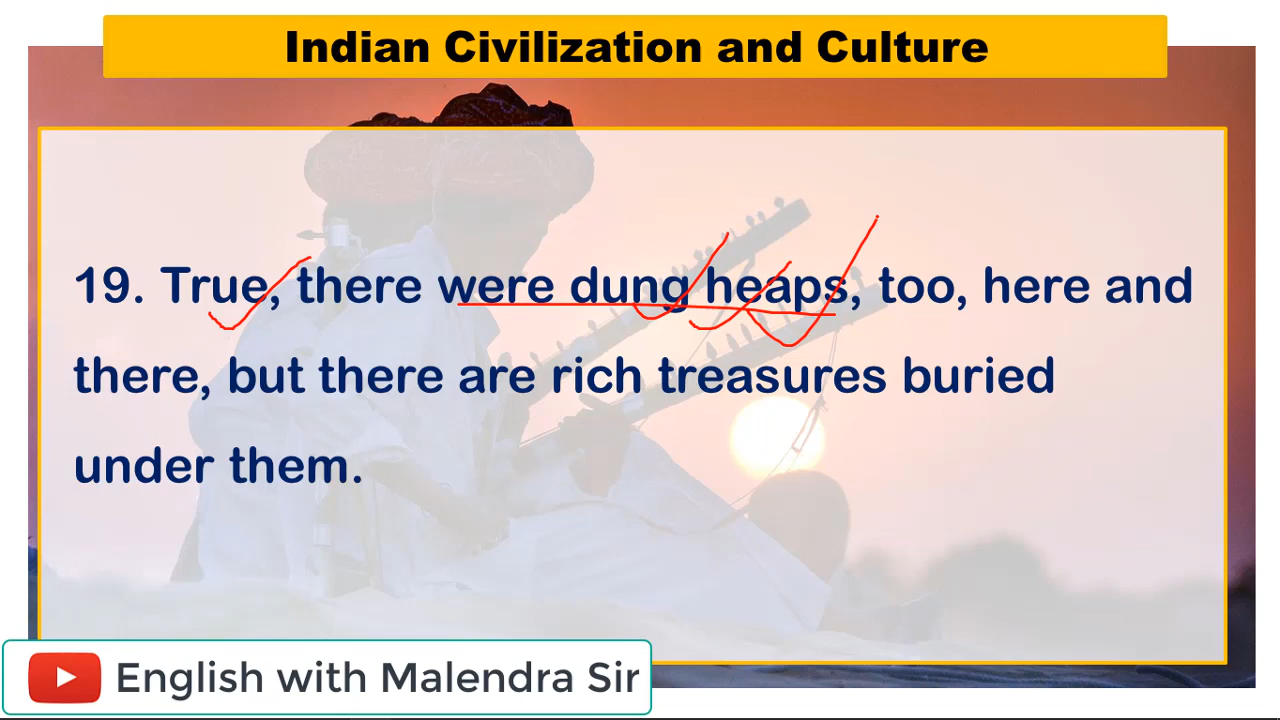 Indian Civilization and Culture
19. True, there were dung heaps, too, here and
there, but there are rich treasures buried
under them.
English with Malendra Sir